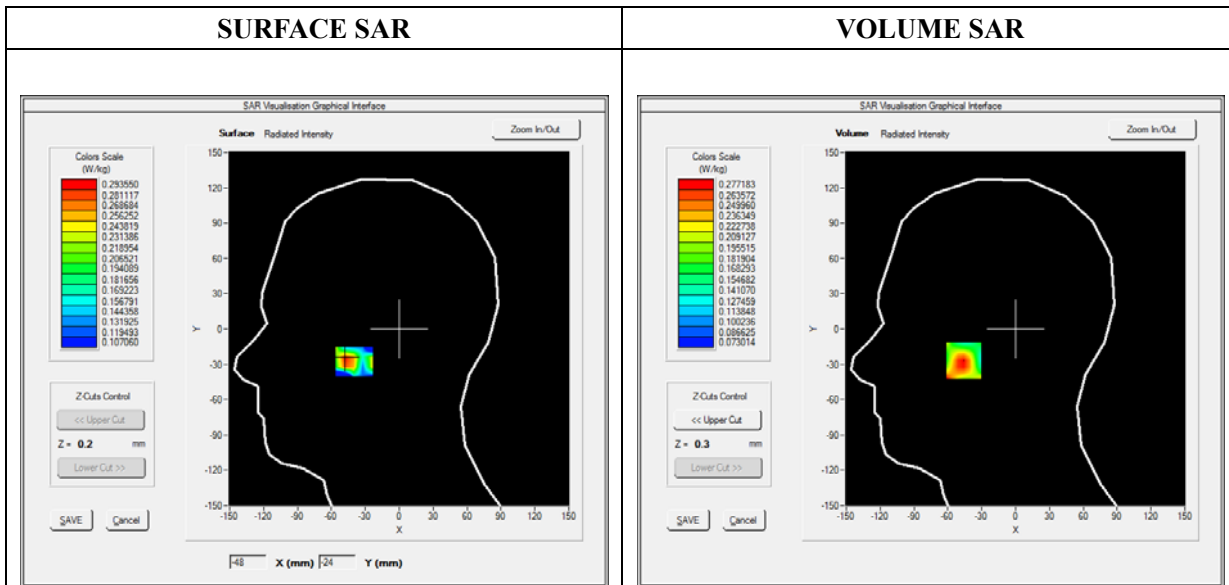 SURFACE SAR
VOLUME SAR
SAR Visualisation Graphical Interface
Surface Radiated Intensity
Zoom In/Out
Colors Scale
(W/kg)
0.293550
0.281117
0.268684
0.256252
0.243819
0.231386
0.218954
0.206521
0.194089
0.181656
0.169223
0.156791
0.144358
0.131925
0.119493
0.107060
Z-Cuts Control
<< Upper Cut
Z = 0.2 mm
Lower Cut >>
SAVE Cancel
150
120
90
60
30
0
-30
-60
-90
-120
-150
Y
-150 -120 -90 -60 -30 0 30 60 90 120 150
X
-48 X (mm) -24 Y (mm)
SAR Visualisation Graphical Interface
Volume Radiated Intensity
Zoom In/Out
Colors Scale
(W/kg)
0.277183
0.263572
0.249960
0.236349
0.222738
0.209127
0.195515
0.181904
0.168293
0.154682
0.141070
0.127459
0.113848
0.100236
0.086625
0.073014
Z-Cuts Control
<< Upper Cut
Z = 0.3 mm
Lower Cut >>
SAVE Cancel
150
120
90
60
30
0
-30
-60
-90
-120
-150
Y
-150 -120 -90 -60 -30 0 30 60 90 120 150
X